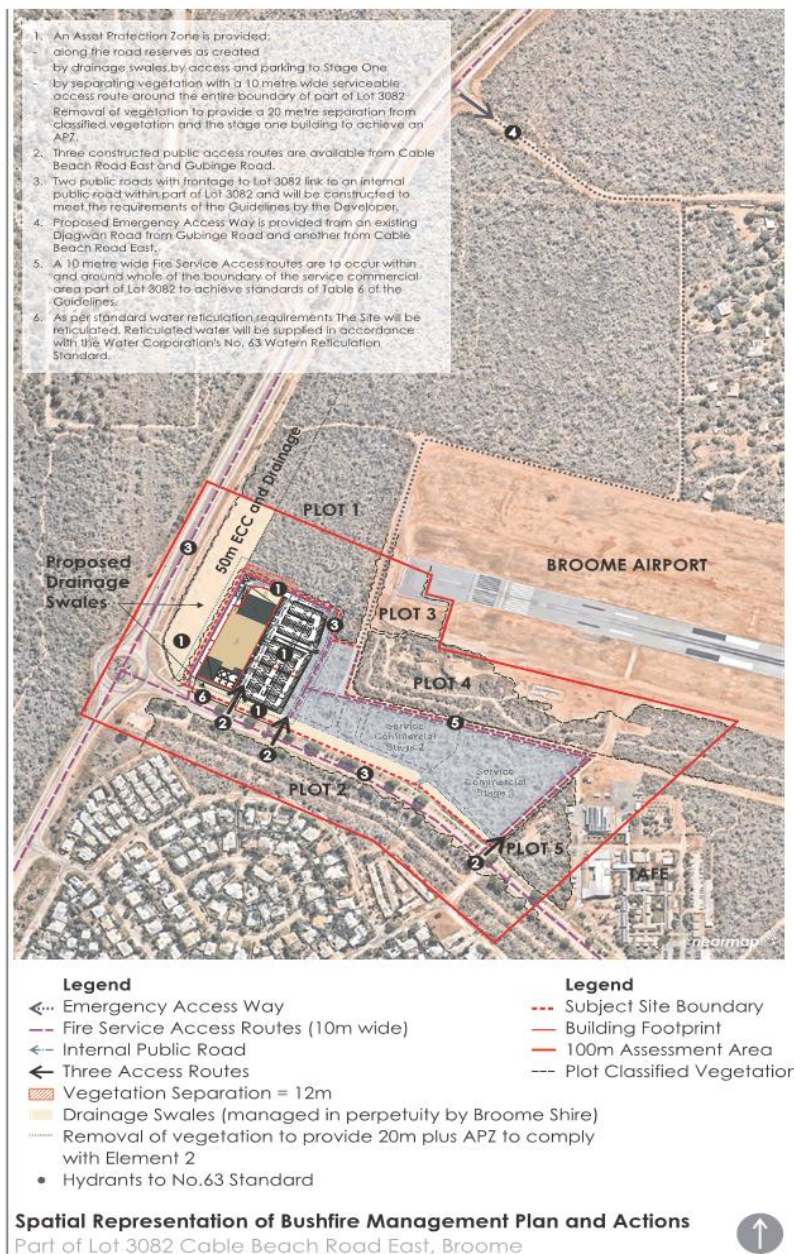 1. An Asset Protection Zone is provided:
- along the road reserves as created
by drainage swales,by access and parking to Stage One
- by separating vegetation with a 10 metre wide serviceable
access route around the entire boundary of part of Lot 3082
Removal of vegetation to provide a 20 metre separation from
classified vegetation and the stage one building to achieve an
APZ.
2. Three constructed public access routes are available from Cable
Beach Road East and Gubinge Road.
3. Two public roads with frontage to Lot 3082 link to an internal
public road within part of Lot 3082 and will be constructed to
meet the requirements of the Guidelines by the Developer.
4. Proposed Emergency Access Way is provided from an existing
Djagwan Road from Gubinge Road and another from Cable
Beach Road East.
5. A 10 metre wide Fire Service Access routes are to occur within
and around whole of the boundary of the service commercial
area part of Lot 3082 to achieve standards of Table 6 of the
Guidelines.
6. As per standard water reticulation requirements The Site will be
reticulated. Reticulated water will be supplied in accordance
with the Water Corporation's No. 63 Watern Reticulation
Standard.
4
50m ECC and Drainage
PLOT 1
3
BROOME AIRPORT
Proposed
Drainage
Swales
1
PLOT 3
3
1
1
PLOT 4
6
1
2
2
5
Service
Commercial
Stage 2
3
PLOT 2
Service
Commercial
Stage 3
2
PLOT 5
TAFE
nearmap
Legend
Emergency Access Way
Fire Service Access Routes (10m wide)
Internal Public Road
Three Access Routes
Vegetation Separation = 12m
Drainage Swales (managed in perpetuity by Broome Shire)
Removal of vegetation to provide 20m plus APZ to comply
with Element 2
Hydrants to No.63 Standard
Legend
Subject Site Boundary
Building Footprint
100m Assessment Area
Plot Classified Vegetation
Spatial Representation of Bushfire Management Plan and Actions
Part of Lot 3082 Cable Beach Road East, Broome